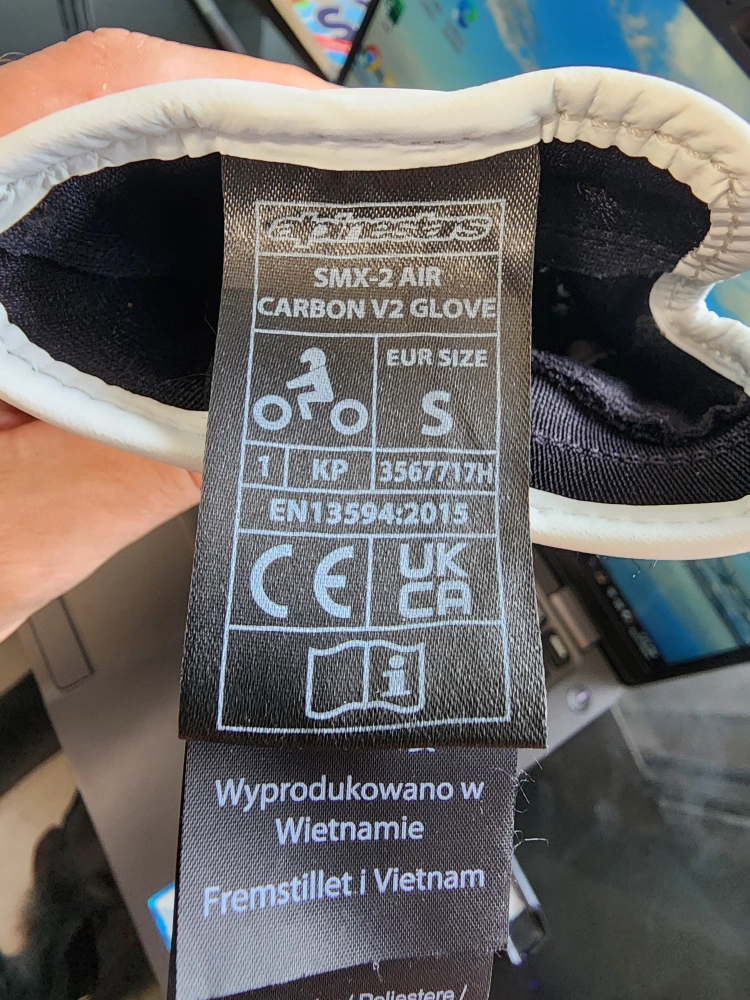 alpinestars
SMX-2 AIR
CARBON V2 GLOVE
EUR SIZE
S
1 KP 3567717H
EN13594:2015
CE UK
CA
i
Wyprodukowano w
Wietnamie
Fremstillet i Vietnam
/ Poliestere /